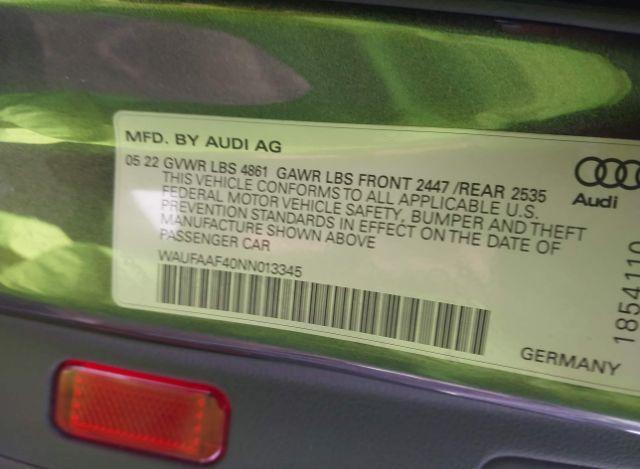 MFD. BY AUDI AG
05 22 GVWR LBS 4861 GAWR LBS FRONT 2447 /REAR 2535
THIS VEHICLE CONFORMS TO ALL APPLICABLE U.S.
FEDERAL MOTOR VEHICLE SAFETY, BUMPER AND THEFT
PREVENTION STANDARDS IN EFFECT ON THE DATE OF
MANUFACTURE SHOWN ABOVE
PASSENGER CAR
WAUFAAF40NN013345
Audi
1854110
GERMANY